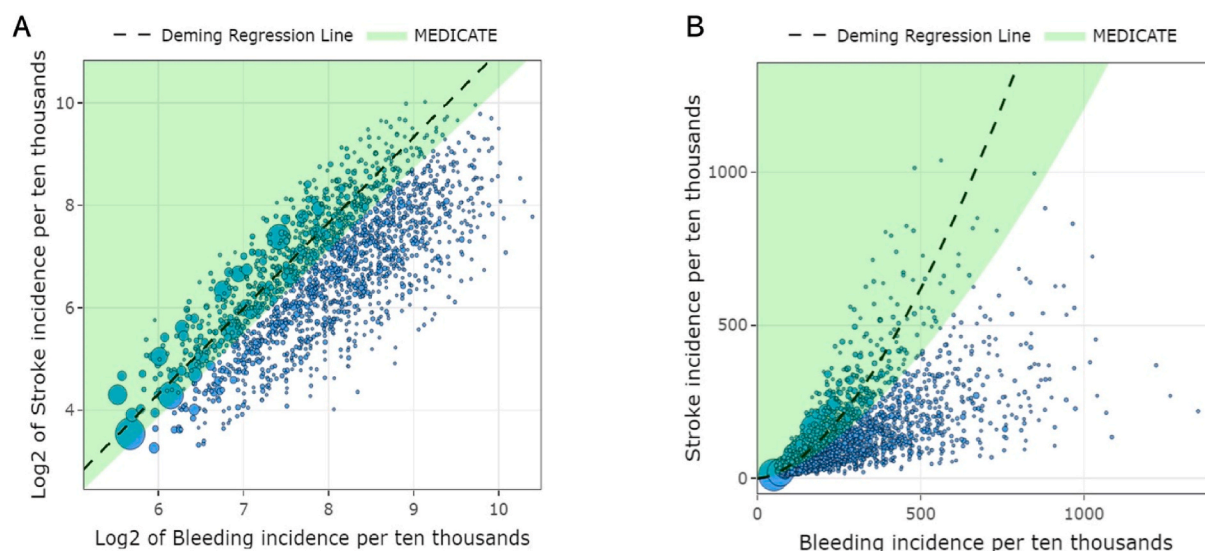 A
Deming Regression Line
MEDICATE
Log2 of Stroke incidence per ten thousands
10
8
6
4
6
7
8
9
10
Log2 of Bleeding incidence per ten thousands
B
Deming Regression Line
MEDICATE
Stroke incidence per ten thousands
1000
500
0
0
500
1000
Bleeding incidence per ten thousands